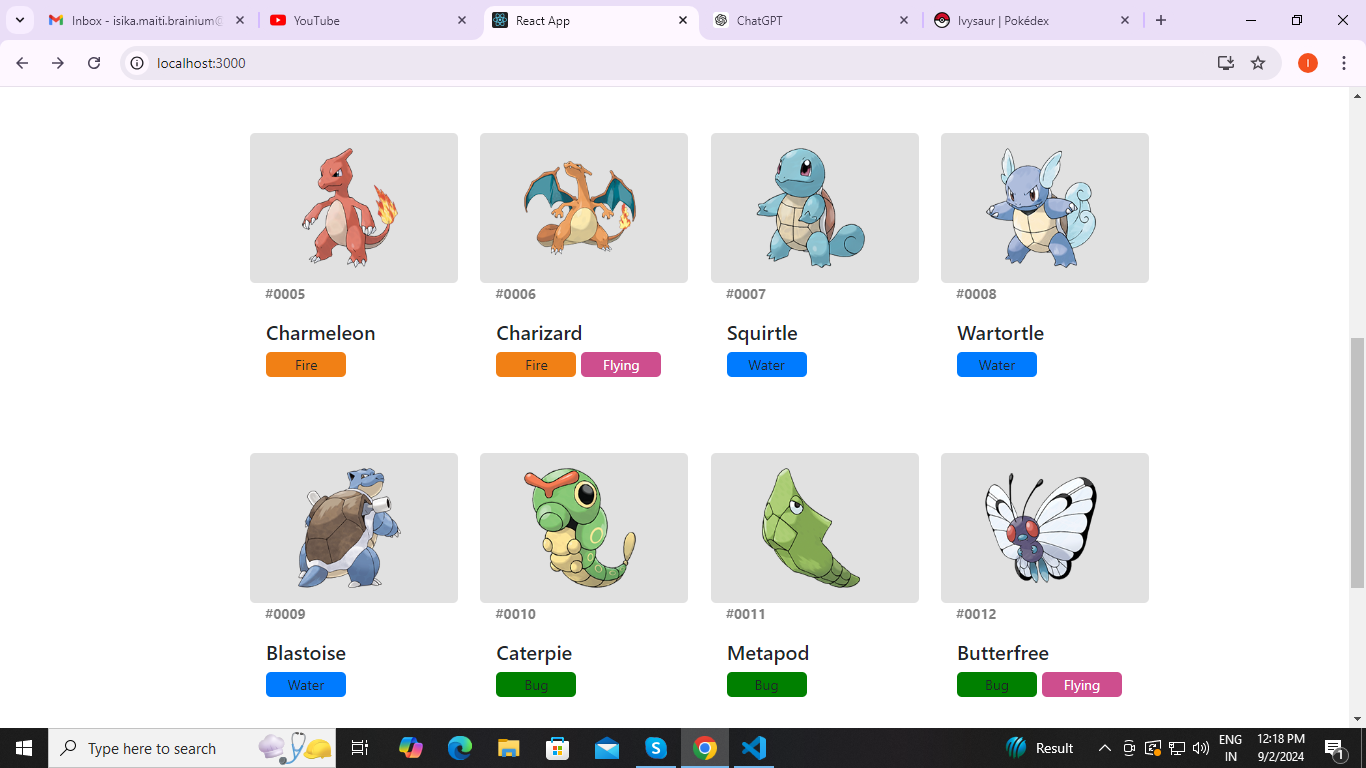 Inbox - isika.maiti.brainium@
YouTube
React App
ChatGPT
Ivysaur | Pokédex
localhost:3000
I
#0005
#0006
#0007
#0008
Charmeleon
Charizard
Squirtle
Wartortle
Fire
Fire
Flying
Water
Water
#0009
#0010
#0011
#0012
Blastoise
Caterpie
Metapod
Butterfree
Water
Bug
Bug
Bug
Flying
Type here to search
Result
ENG
IN
12:18 PM
9/2/2024
1